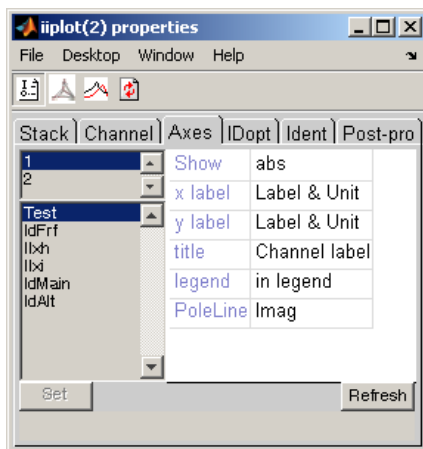 iiplot(2) properties
File Desktop Window Help
Stack Channel Axes IDopt Ident Post-pro
1
2
Test
IdFrf
IIxh
IIxi
IdMain
IdAlt
Show abs
x label Label & Unit
y label Label & Unit
title Channel label
legend in legend
PoleLine Imag
Set
Refresh